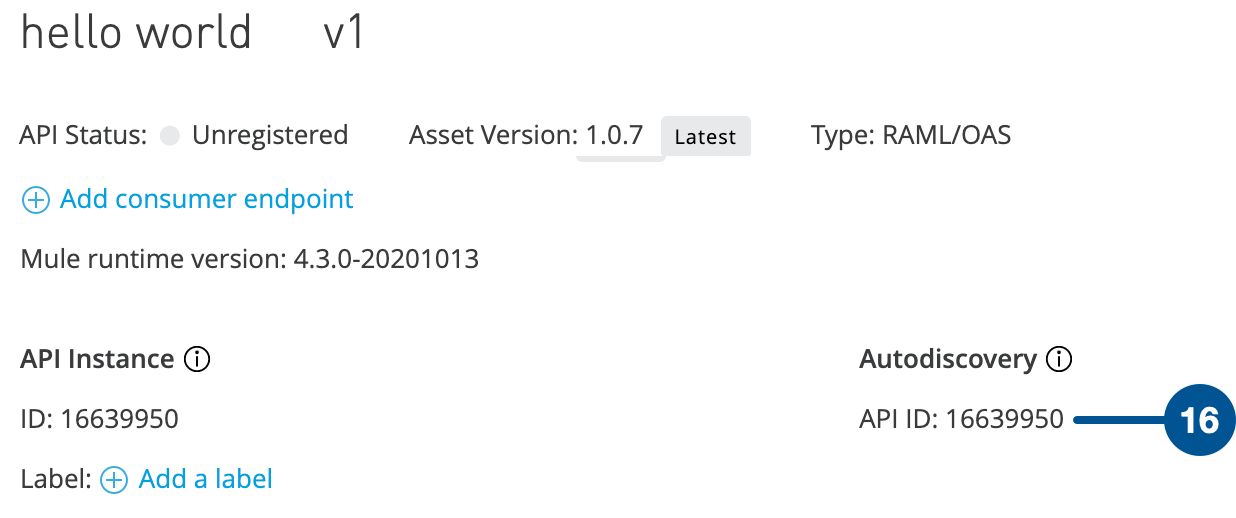 hello world v1
API Status: Unregistered Asset Version: 1.0.7 Latest Type: RAML/OAS
Add consumer endpoint
Mule runtime version: 4.3.0-20201013
API Instance Autodiscovery
ID: 16639950 API ID: 16639950 16
Label: Add a label